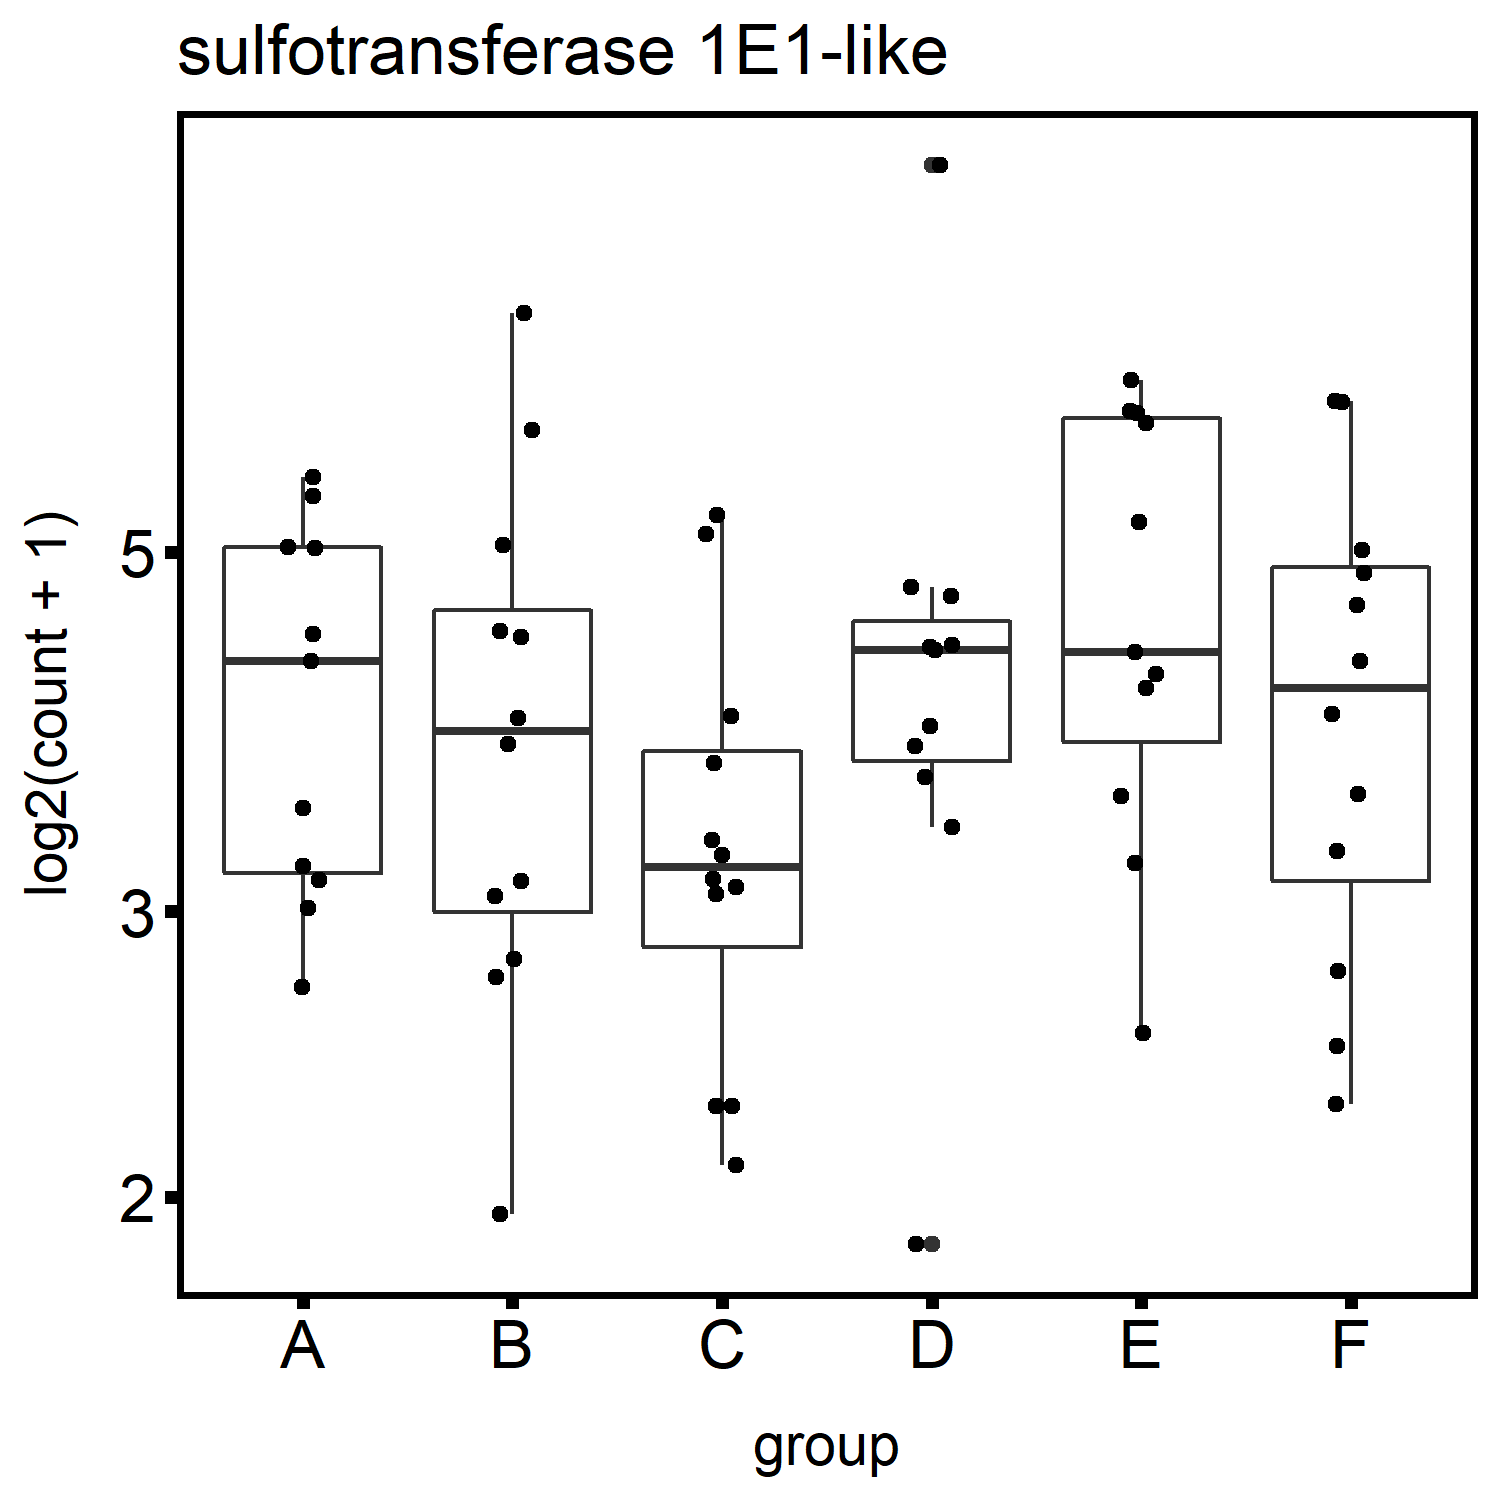 sulfotransferase 1E1-like
log2(count + 1)
5
3
2
A B C D E F
group